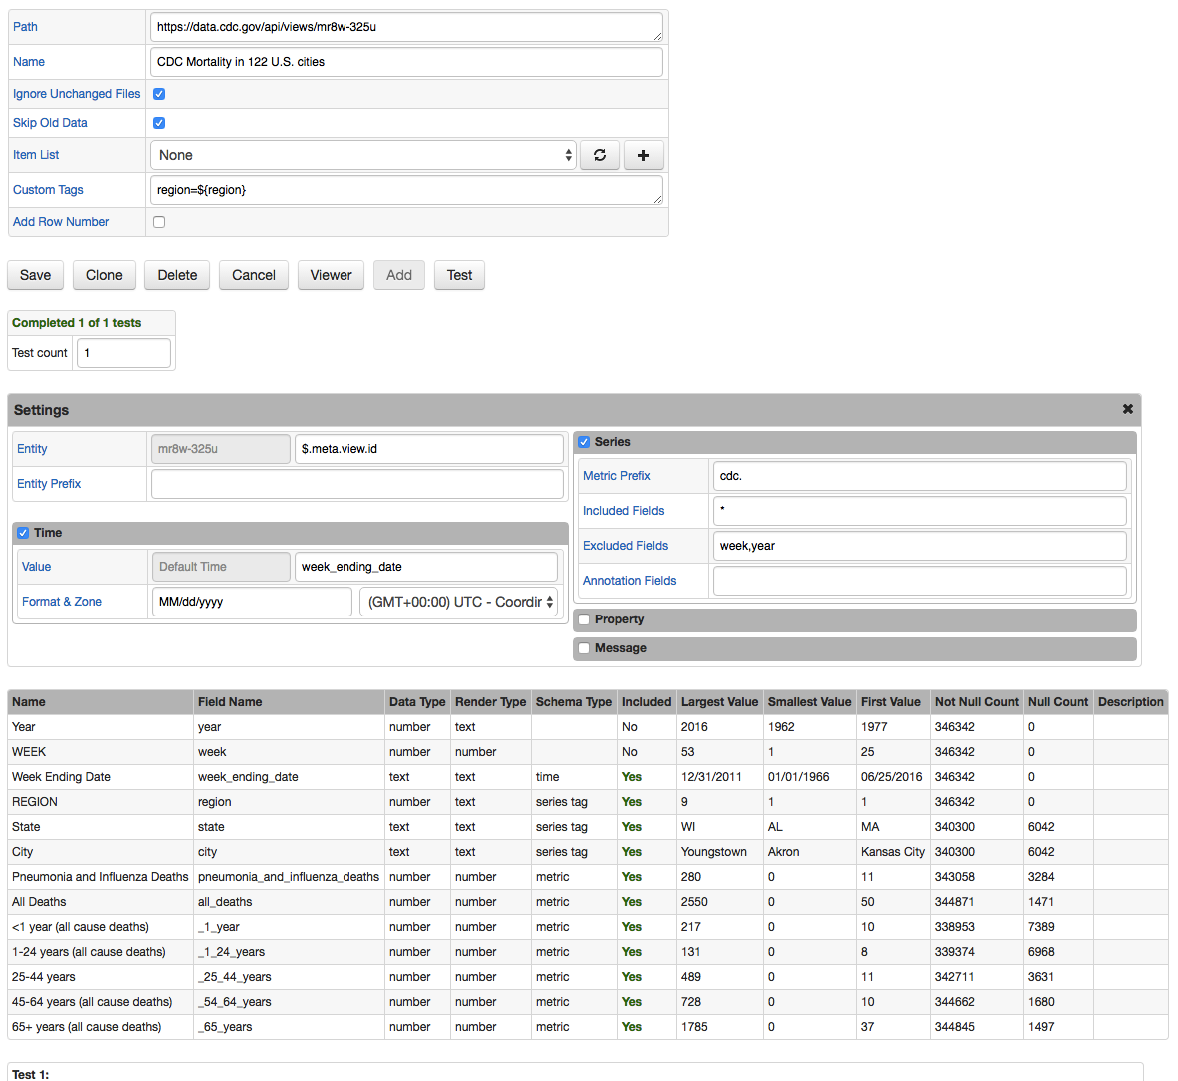 Path https://data.cdc.gov/api/views/mr8w-325u
Name CDC Mortality in 122 U.S. cities
Ignore Unchanged Files
Skip Old Data
Item List None
Custom Tags region=${region}
Add Row Number
Save Clone Delete Cancel Viewer Add Test
Completed 1 of 1 tests
Test count 1
Settings
Entity mr8w-325u $.meta.view.id
Entity Prefix
Time
Value Default Time week_ending_date
Format & Zone MM/dd/yyyy (GMT+00:00) UTC - Coordir
Series
Metric Prefix cdc.
Included Fields *
Excluded Fields week,year
Annotation Fields
Property
Message
Name Field Name Data Type Render Type Schema Type Included Largest Value Smallest Value First Value Not Null Count Null Count Description
Year year number text No 2016 1962 1977 346342 0
WEEK week number number No 53 1 25 346342 0
Week Ending Date week_ending_date text text time Yes 12/31/2011 01/01/1966 06/25/2016 346342 0
REGION region number text series tag Yes 9 1 1 346342 0
State state text text series tag Yes WI AL MA 340300 6042
City city text text series tag Yes Youngstown Akron Kansas City 340300 6042
Pneumonia and Influenza Deaths pneumonia_and_influenza_deaths number number metric Yes 280 0 11 343058 3284
All Deaths all_deaths number number metric Yes 2550 0 50 344871 1471
<1 year (all cause deaths) _1_year number number metric Yes 217 0 10 338953 7389
1-24 years (all cause deaths) _1_24_years number number metric Yes 131 0 8 339374 6968
25-44 years _25_44_years number number metric Yes 489 0 11 342711 3631
45-64 years (all cause deaths) _54_64_years number number metric Yes 728 0 10 344662 1680
65+ years (all cause deaths) _65_years number number metric Yes 1785 0 37 344845 1497
Test 1: